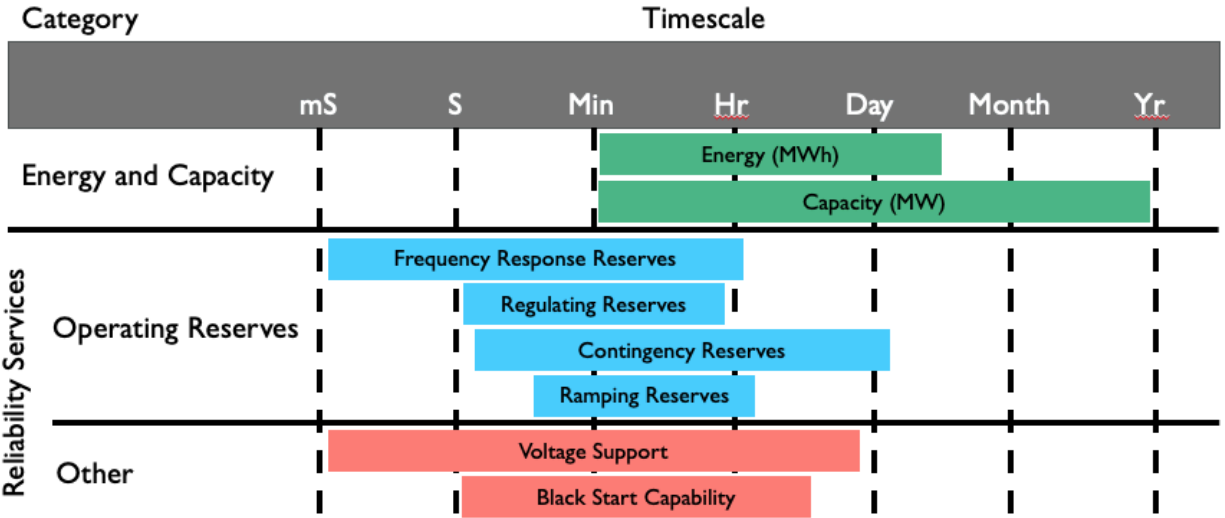 Category Timescale
mS S Min Hr Day Month Yr
Energy and Capacity
Energy (MWh)
Capacity (MW)
Reliability Services
Operating Reserves
Frequency Response Reserves
Regulating Reserves
Contingency Reserves
Ramping Reserves
Other
Voltage Support
Black Start Capability